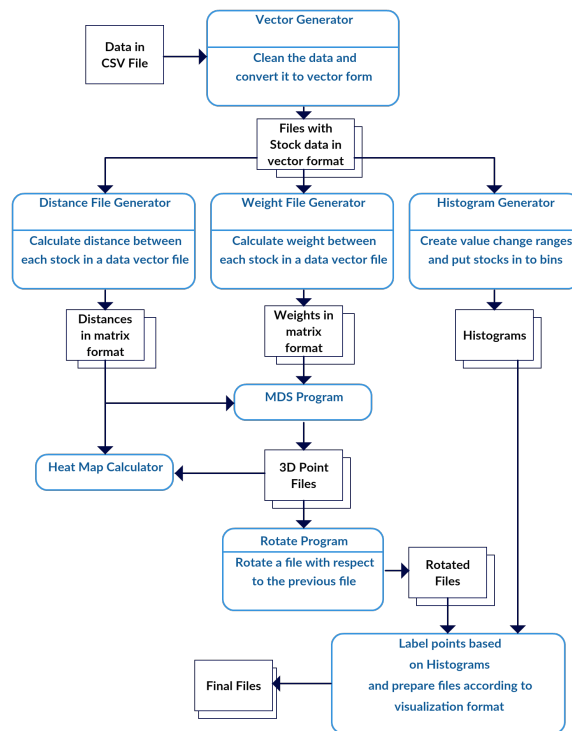 Vector Generator
Data in
CSV File
Clean the data and
convert it to vector form
Files with
Stock data in
vector format
Distance File Generator
Calculate distance between
each stock in a data vector file
Weight File Generator
Calculate weight between
each stock in a data vector file
Histogram Generator
Create value change ranges
and put stocks in to bins
Distances
in matrix
format
Weights in
matrix
format
Histograms
MDS Program
Heat Map Calculator
3D Point
Files
Rotate Program
Rotate a file with respect
to the previous file
Rotated
Files
Label points based
on Histograms
and prepare files according to
visualization format
Final Files